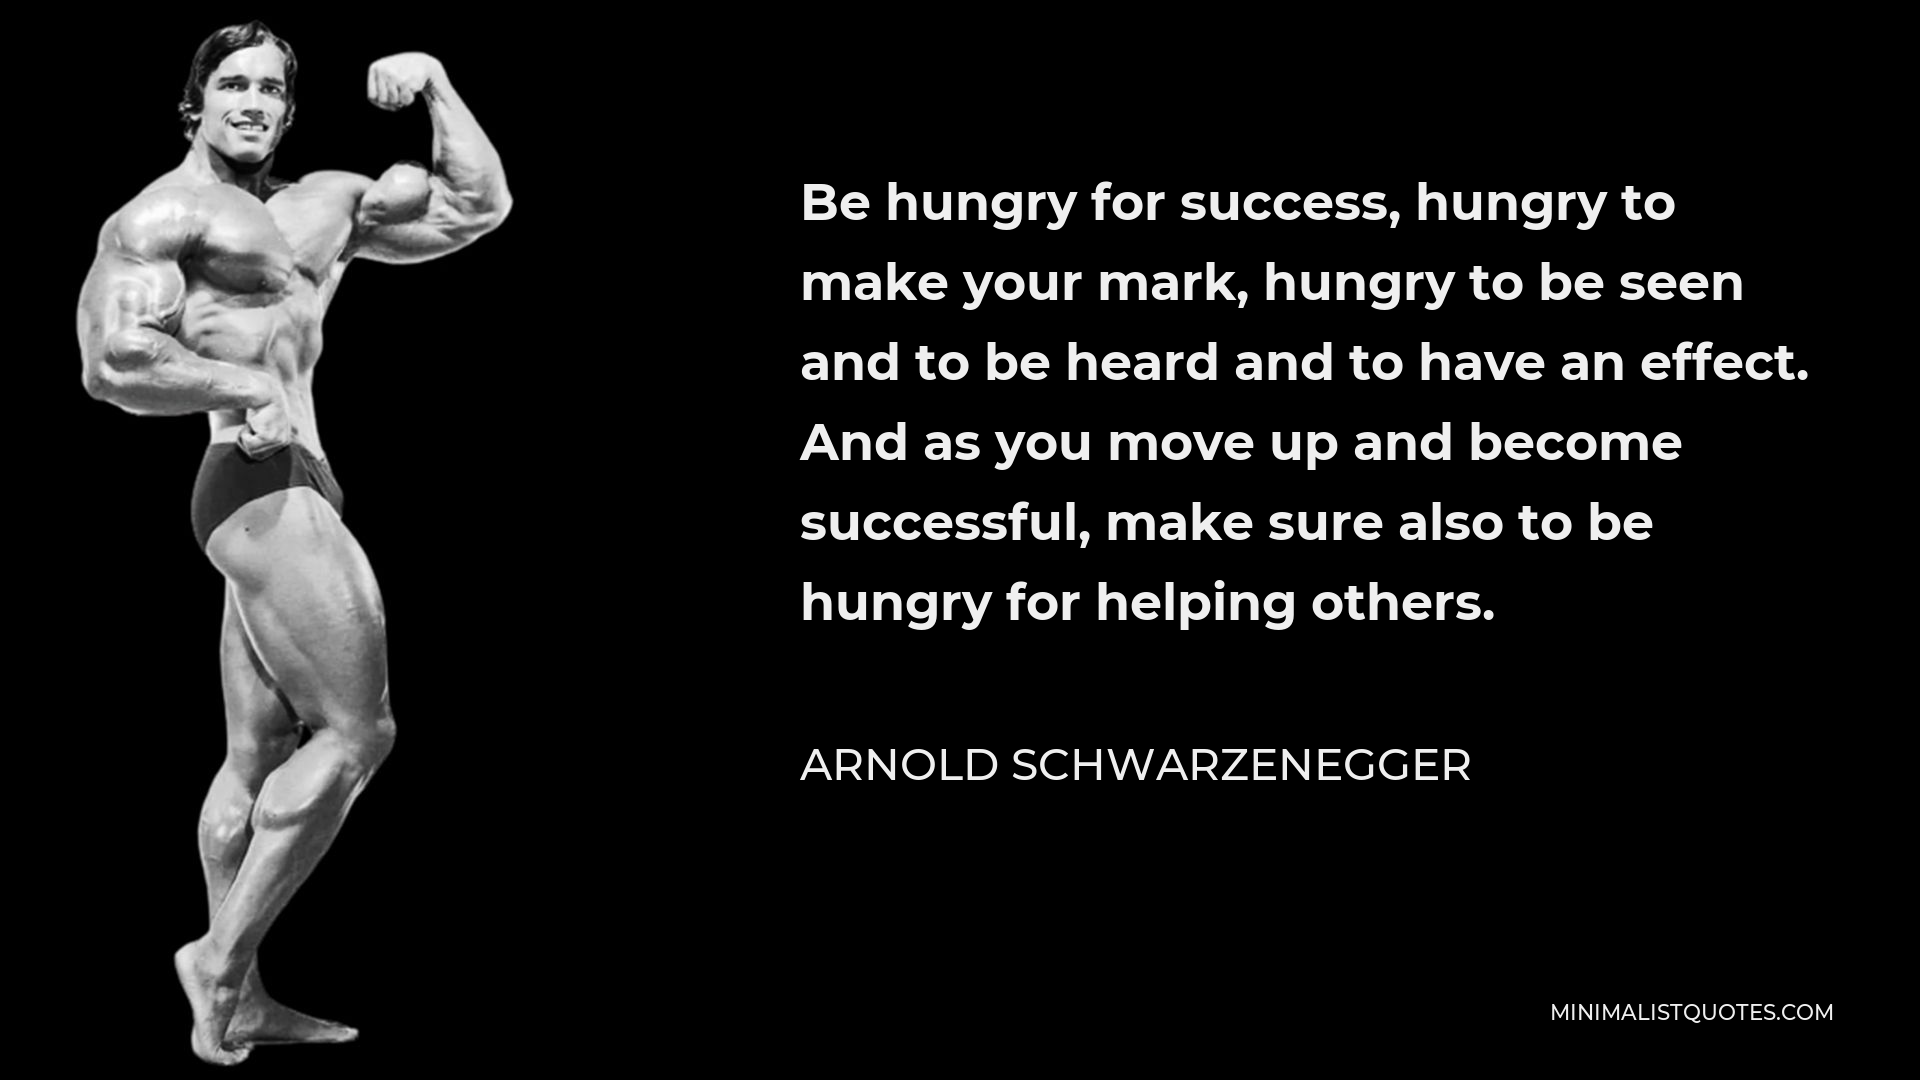 Be hungry for success, hungry to
make your mark, hungry to be seen
and to be heard and to have an effect.
And as you move up and become
successful, make sure also to be
hungry for helping others.
ARNOLD SCHWARZENEGGER
MINIMALISTQUOTES.COM